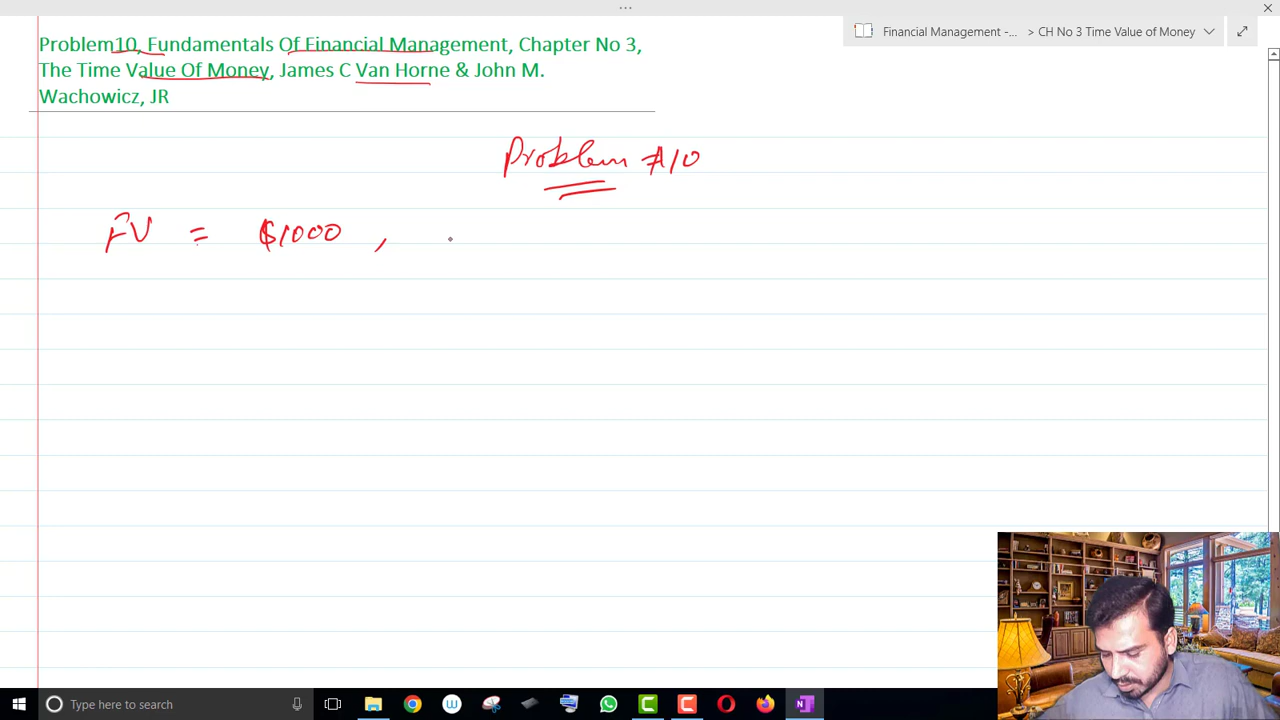 Financial Management -... > CH No 3 Time Value of Money
Problem10, Fundamentals Of Financial Management, Chapter No 3,
The Time Value Of Money, James C Van Horne & John M.
Wachowicz, JR
Problem #10
FV = $1000 ,
Type here to search